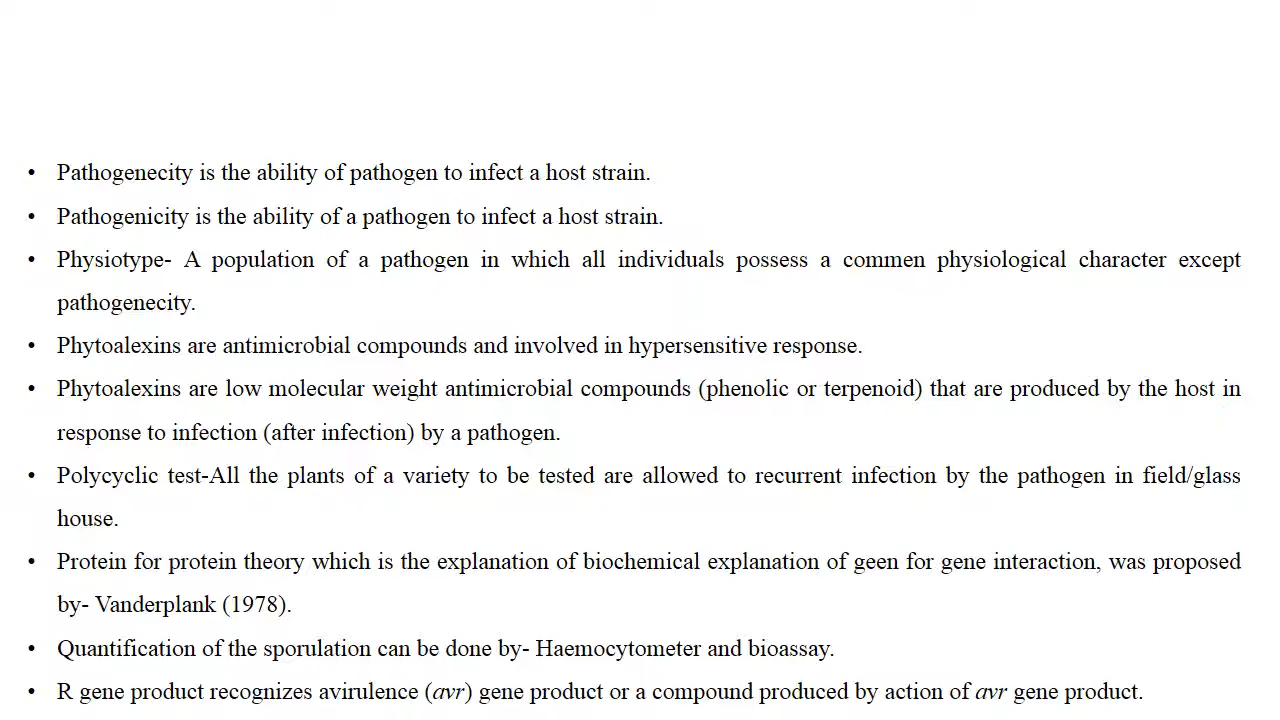 • Pathogenecity is the ability of pathogen to infect a host strain.
• Pathogenicity is the ability of a pathogen to infect a host strain.
• Physiotype- A population of a pathogen in which all individuals possess a commen physiological character except
pathogenecity.
• Phytoalexins are antimicrobial compounds and involved in hypersensitive response.
• Phytoalexins are low molecular weight antimicrobial compounds (phenolic or terpenoid) that are produced by the host in
response to infection (after infection) by a pathogen.
• Polycyclic test-All the plants of a variety to be tested are allowed to recurrent infection by the pathogen in field/glass
house.
• Protein for protein theory which is the explanation of biochemical explanation of geen for gene interaction, was proposed
by- Vanderplank (1978).
• Quantification of the sporulation can be done by- Haemocytometer and bioassay.
• R gene product recognizes avirulence (avr) gene product or a compound produced by action of avr gene product.